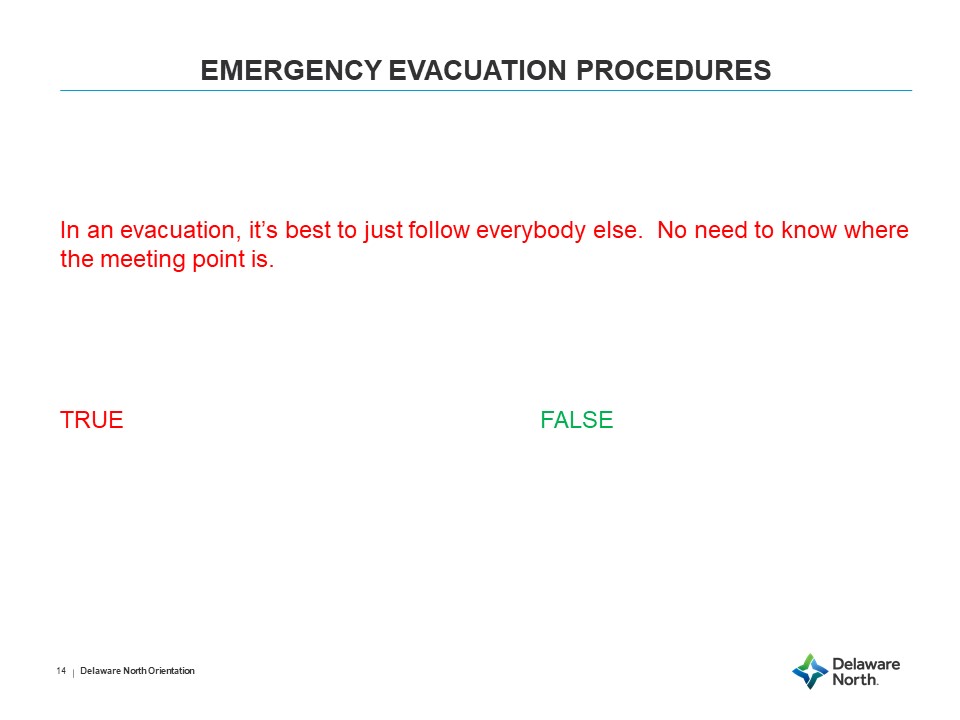 EMERGENCY EVACUATION PROCEDURES
In an evacuation, it’s best to just follow everybody else.  No need to know where
the meeting point is.
TRUE FALSE
14 | Delaware North Orientation
Delaware
North.